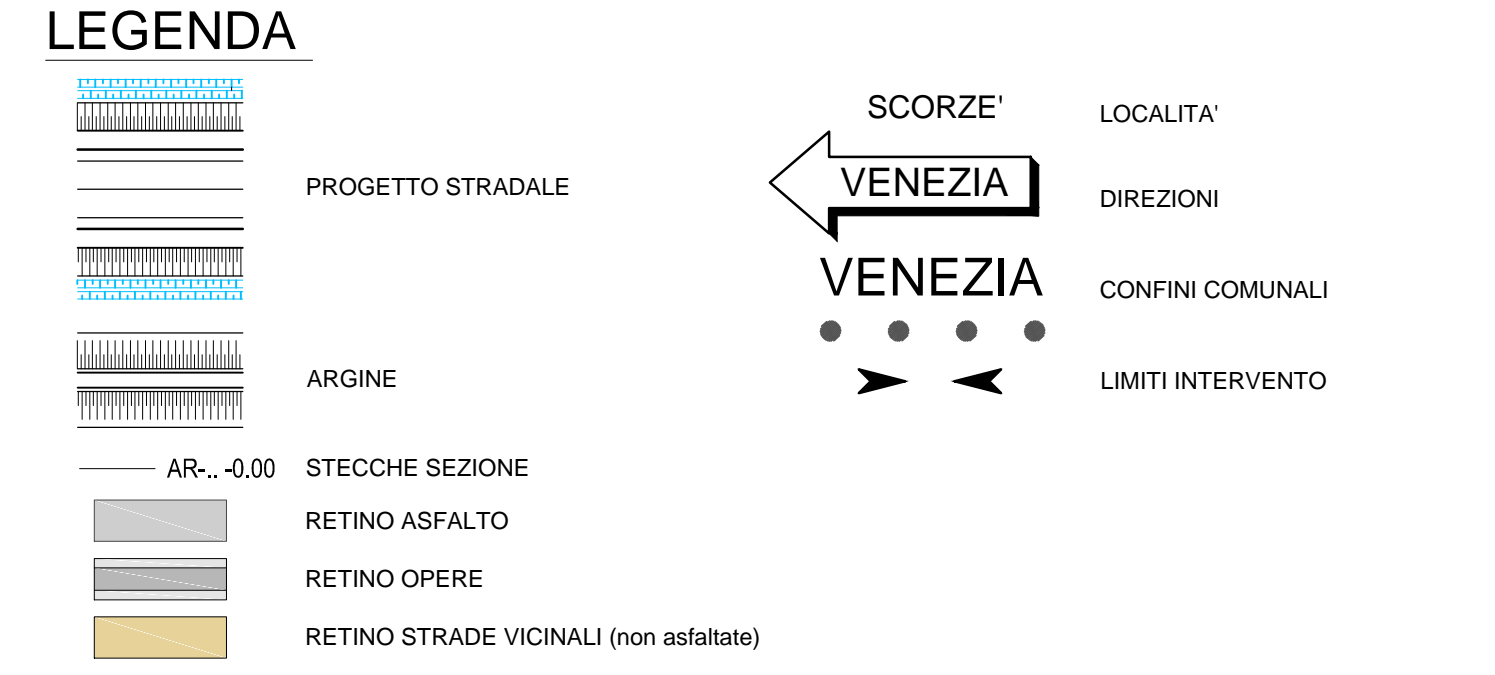 LEGENDA
PROGETTO STRADALE
ARGINE
AR-.. -0.00 STECCHE SEZIONE
RETINO ASFALTO
RETINO OPERE
RETINO STRADE VICINALI (non asfaltate)
SCORZE' LOCALITA'
VENEZIA DIREZIONI
VENEZIA CONFINI COMUNALI
LIMITI INTERVENTO